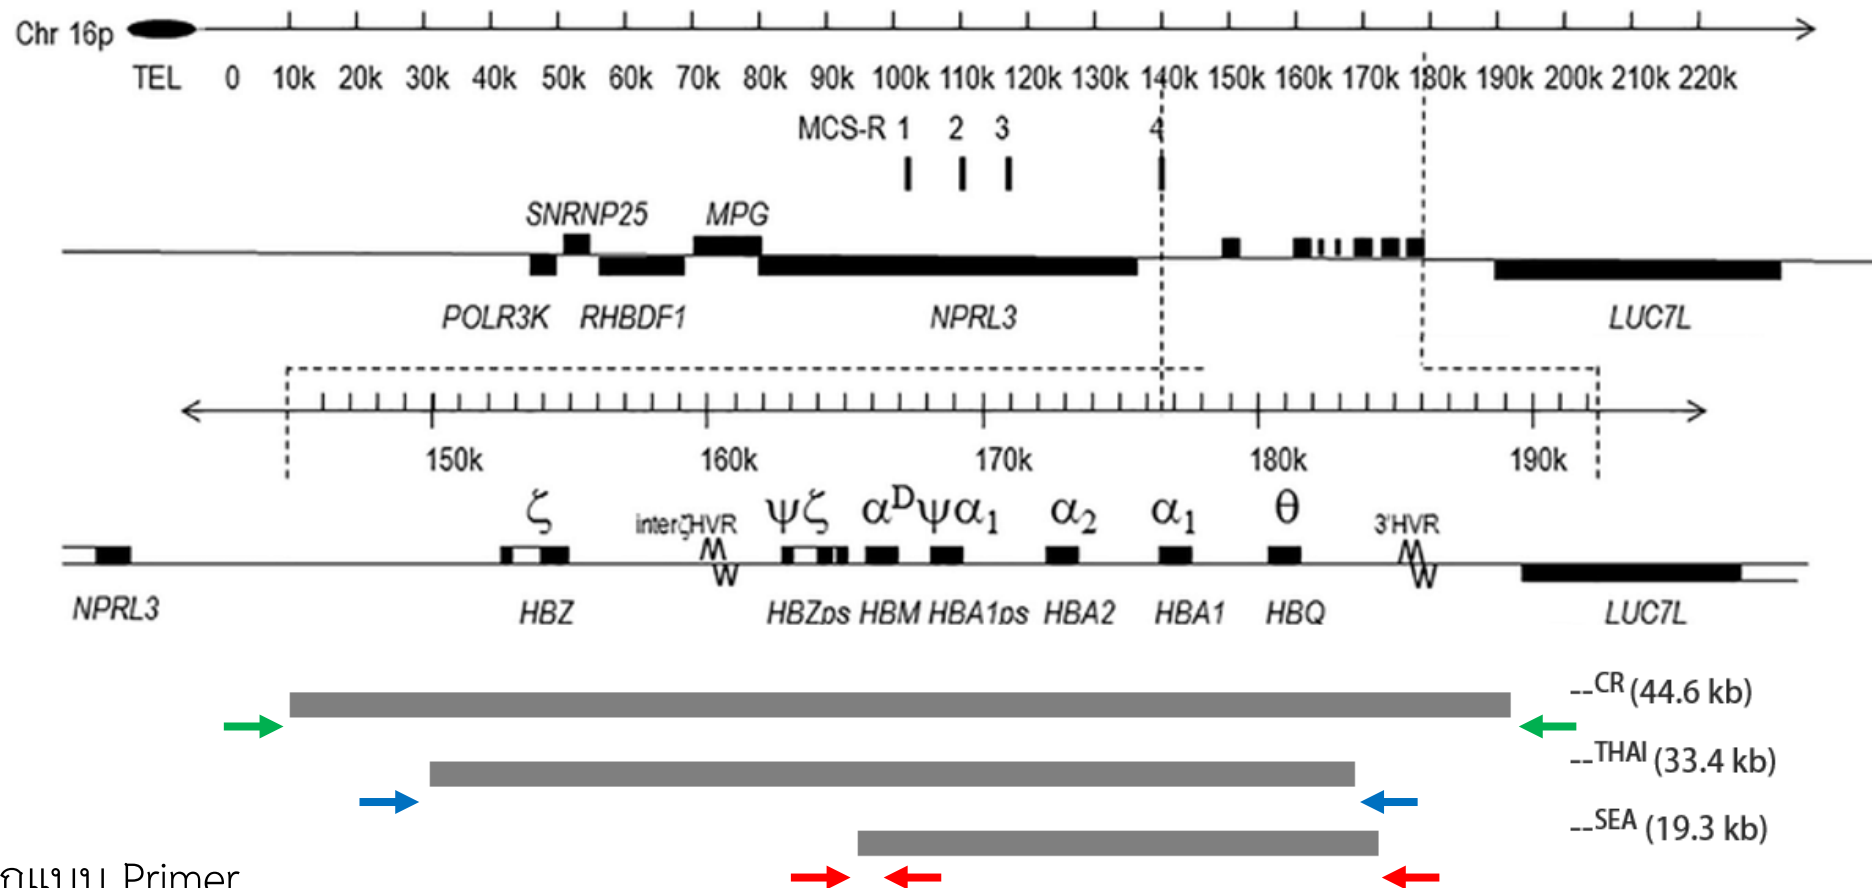 Chr 16p
TEL 0 10k 20k 30k 40k 50k 60k 70k 80k 90k 100k 110k 120k 130k 140k 150k 160k 170k 180k 190k 200k 210k 220k
MCS-R 1 2 3 4
SNRNP25 MPG
POLR3K RHBDF1 NPRL3 LUC7L
150k 160k 170k 180k 190k
ζ interζHVR ψζ αᴰ ψα₁ α₂ α₁ θ 3'HVR
NPRL3 HBZ HBZps HBM HBA1ps HBA2 HBA1 HBQ LUC7L
--CR (44.6 kb)
--THAI (33.4 kb)
--SEA (19.3 kb)
Primer